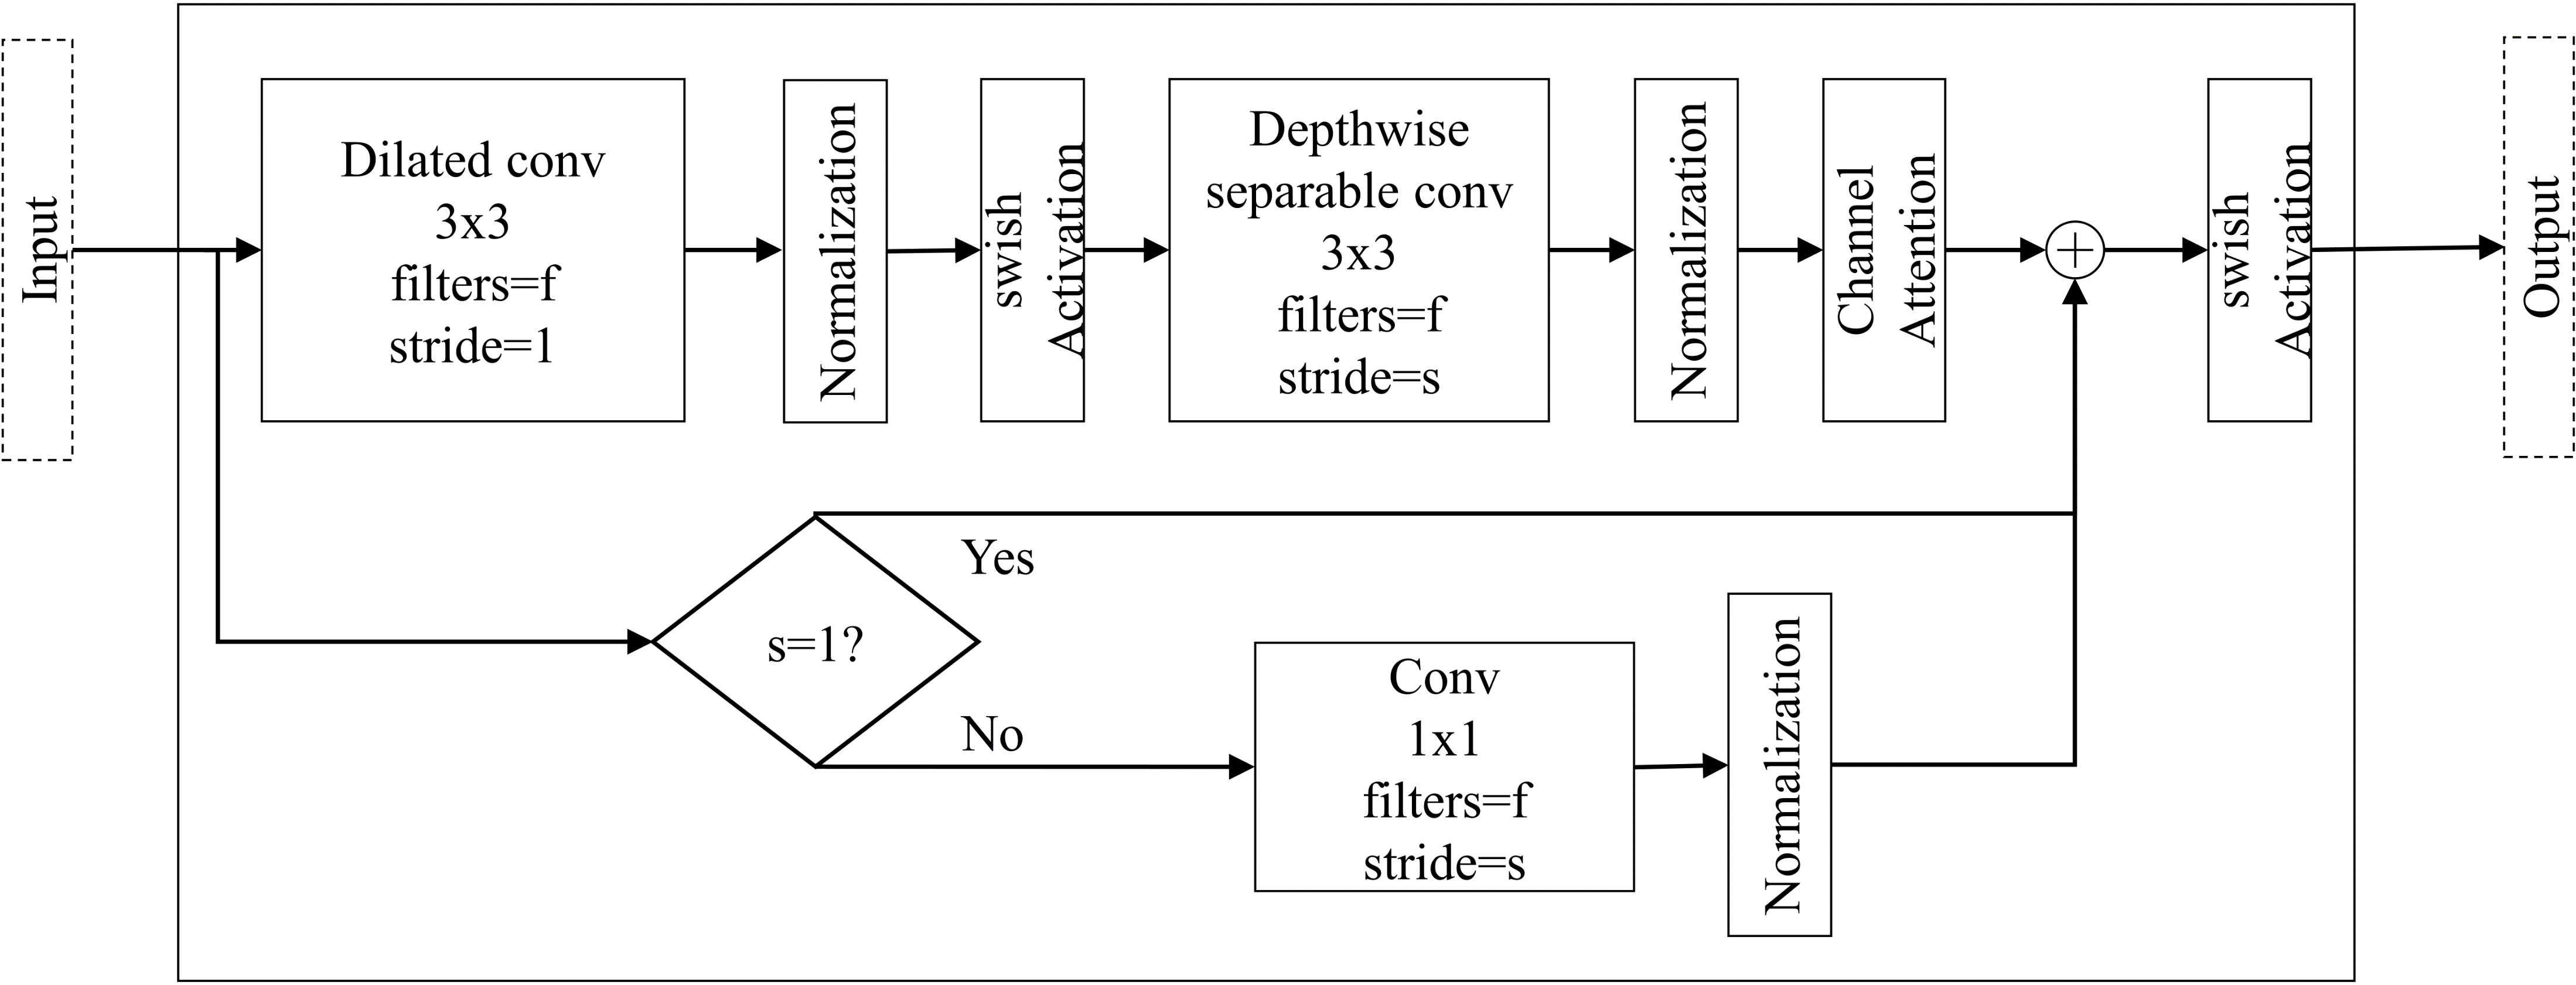 Input
Dilated conv
3x3
filters=f
stride=1
Normalization
swish
Activation
Depthwise
separable conv
3x3
filters=f
stride=s
Normalization
Channel
Attention
swish
Activation
Output
s=1?
Yes
No
Conv
1x1
filters=f
stride=s
Normalization